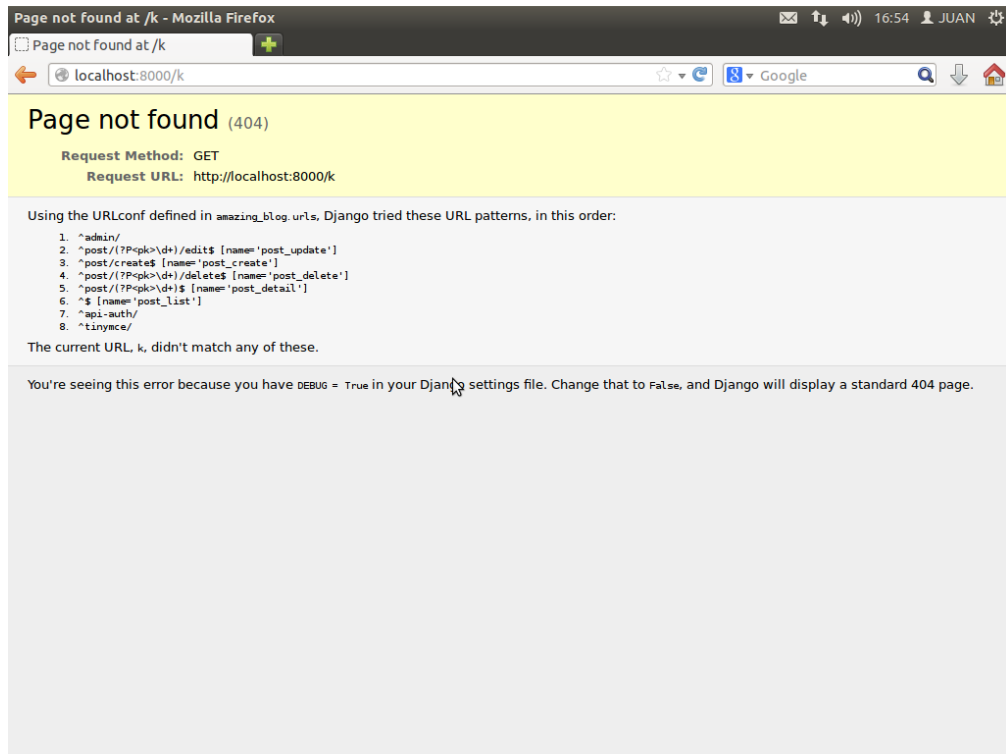 Page not found at /k - Mozilla Firefox
16:54 JUAN
Page not found at /k
localhost:8000/k
8 Google
Page not found (404)
Request Method: GET
Request URL: http://localhost:8000/k
Using the URLconf defined in amazing_blog.urls, Django tried these URL patterns, in this order:
1. ^admin/
2. ^post/(?P<pk>\d+)/edit$ [name='post_update']
3. ^post/create$ [name='post_create']
4. ^post/(?P<pk>\d+)/delete$ [name='post_delete']
5. ^post/(?P<pk>\d+)$ [name='post_detail']
6. ^$ [name='post_list']
7. ^api-auth/
8. ^tinymce/
The current URL, k, didn't match any of these.
You're seeing this error because you have DEBUG = True in your Django settings file. Change that to False, and Django will display a standard 404 page.